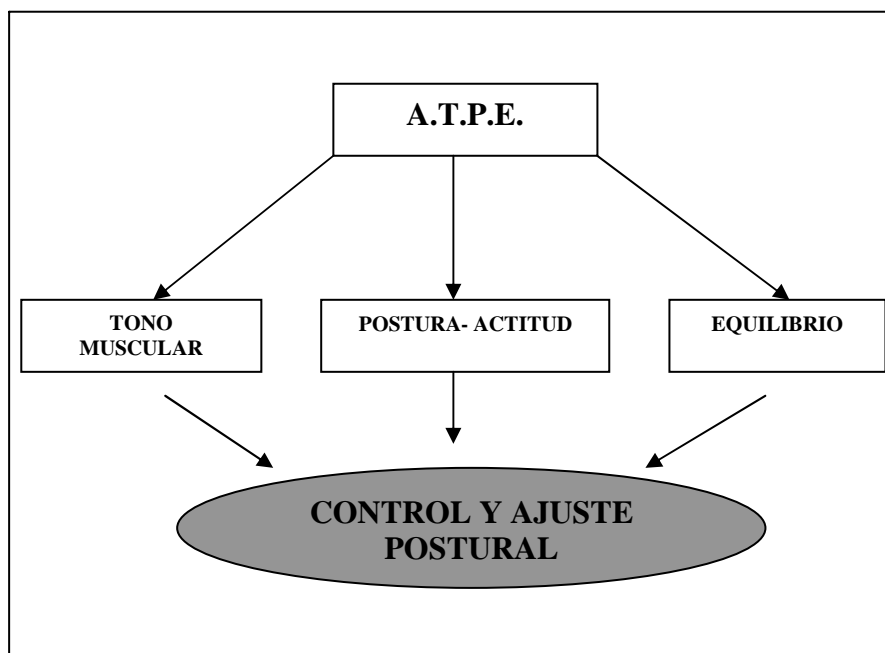 A.T.P.E.
TONO
MUSCULAR
POSTURA- ACTITUD
EQUILIBRIO
CONTROL Y AJUSTE
POSTURAL